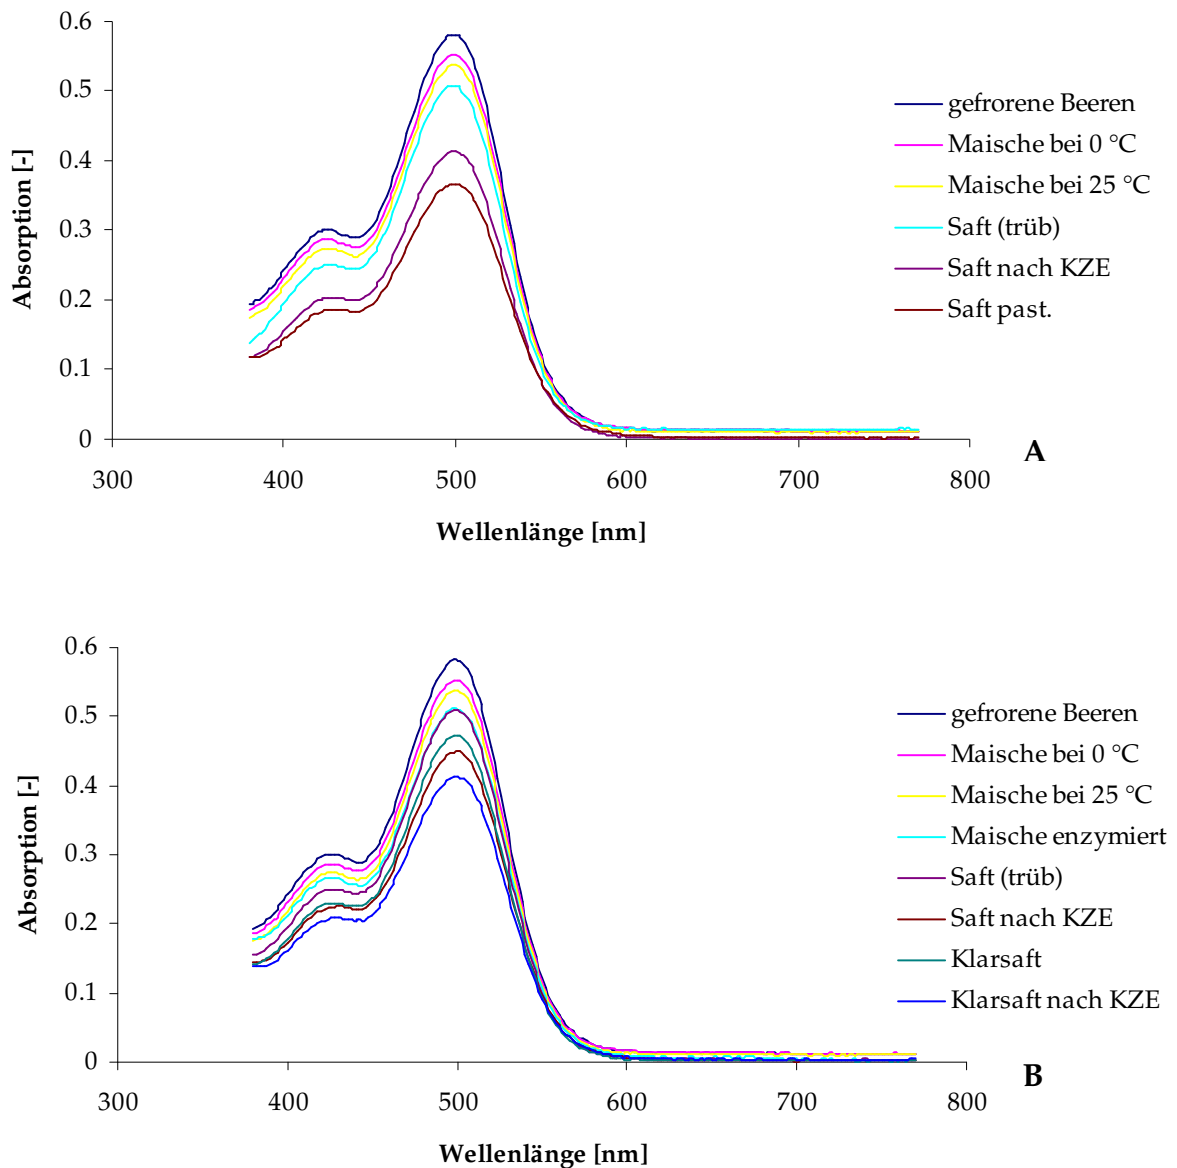 0.6
0.5
0.4
0.3
0.2
0.1
0
Absorption [-]
300 400 500 600 700 800
Wellenlänge [nm]
gefrorene Beeren
Maische bei 0 °C
Maische bei 25 °C
Saft (trüb)
Saft nach KZE
Saft past.
A
0.6
0.5
0.4
0.3
0.2
0.1
0
Absorption [-]
300 400 500 600 700 800
Wellenlänge [nm]
gefrorene Beeren
Maische bei 0 °C
Maische bei 25 °C
Maische enzymiert
Saft (trüb)
Saft nach KZE
Klarsaft
Klarsaft nach KZE
B